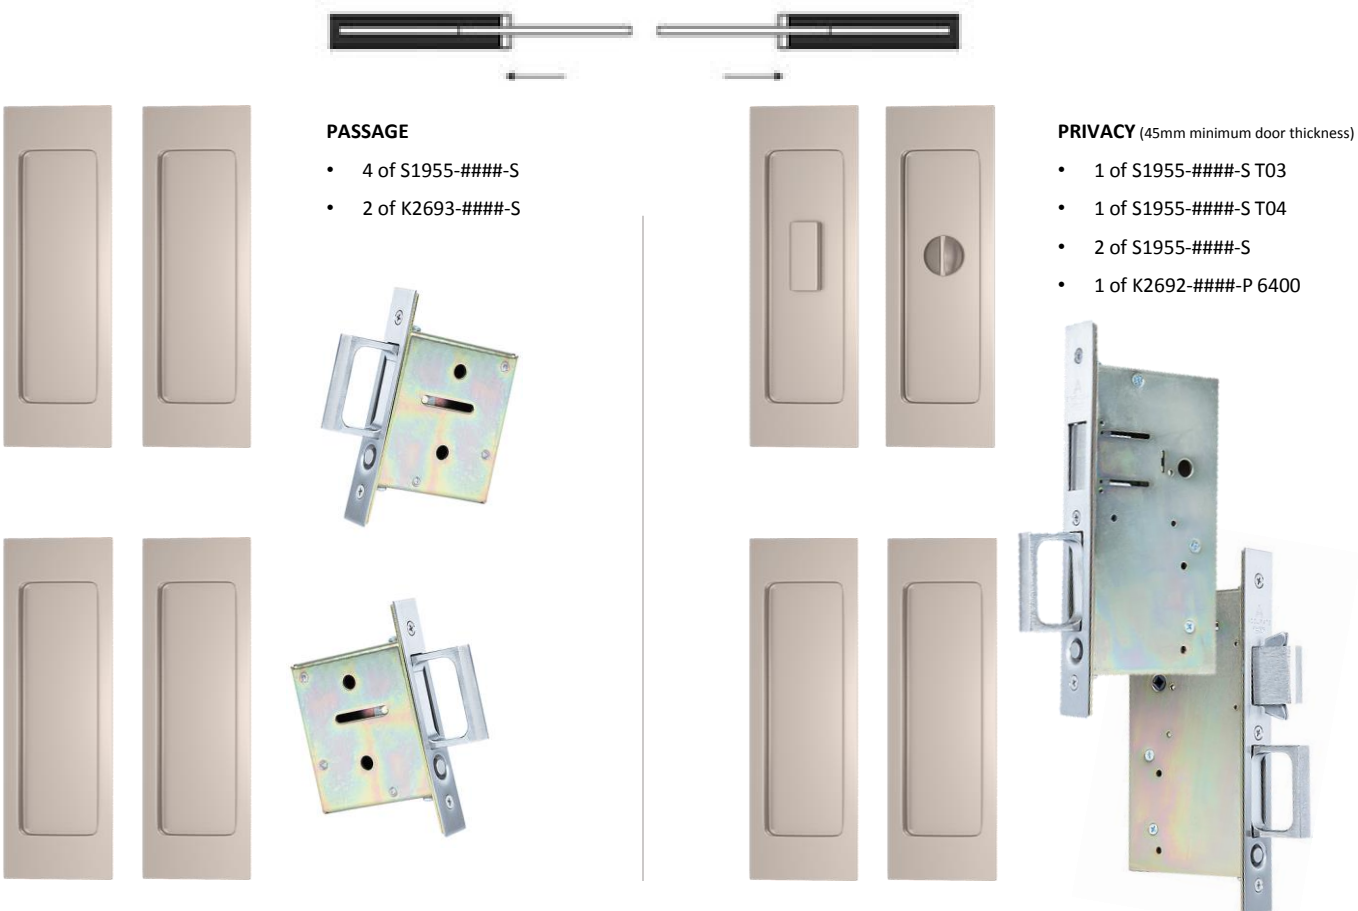 PASSAGE
• 4 of S1955-####-S
• 2 of K2693-####-S
PRIVACY (45mm minimum door thickness)
• 1 of S1955-####-S T03
• 1 of S1955-####-S T04
• 2 of S1955-####-S
• 1 of K2692-####-P 6400